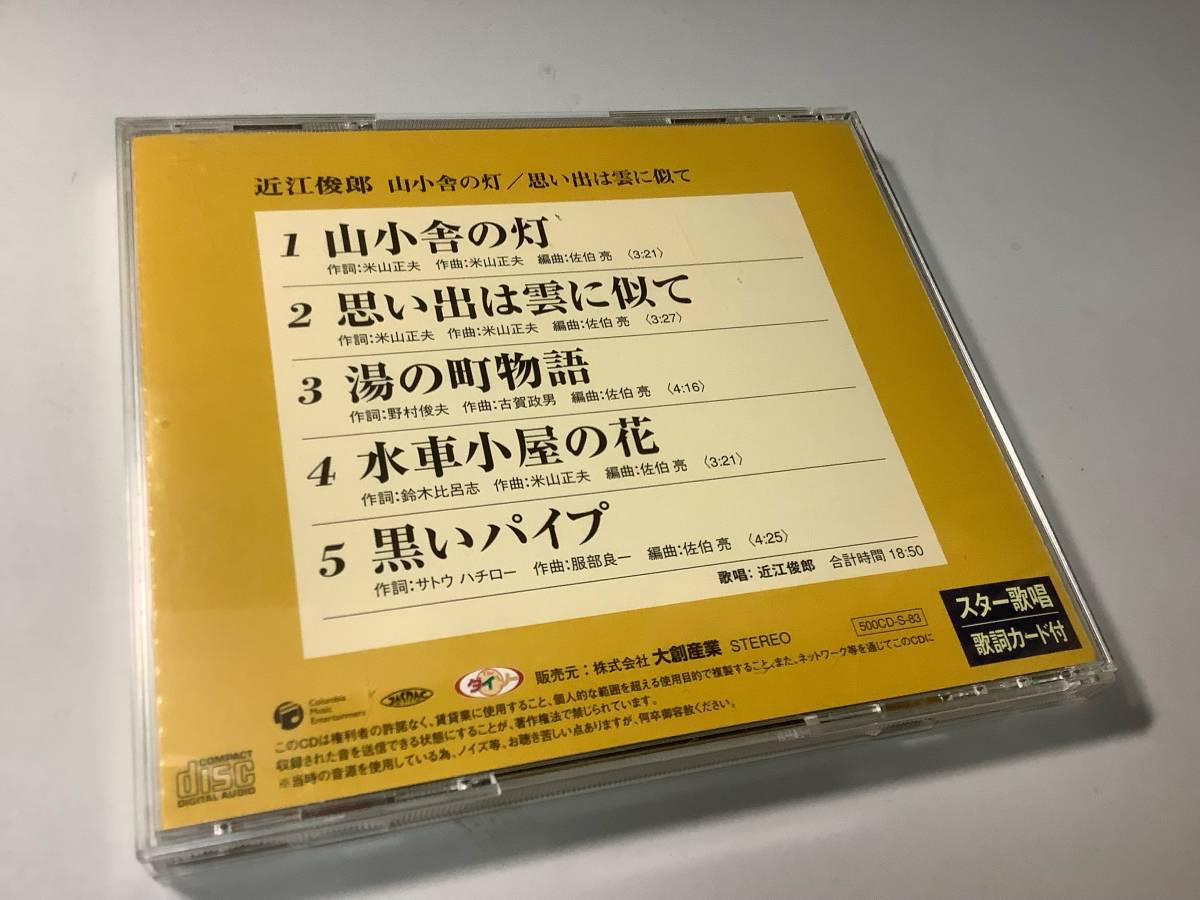 近江俊郎 山小舎の灯／思い出は雲に似て
1 山小舎の灯
作詞：米山正夫 作曲：米山正夫 編曲：佐伯 亮 〈3:21〉
2 思い出は雲に似て
作詞：米山正夫 作曲：米山正夫 編曲：佐伯 亮 〈3:27〉
3 湯の町物語
作詞：野村俊夫 作曲：古賀政男 編曲：佐伯 亮 〈4:16〉
4 水車小屋の花
作詞：鈴木比呂志 作曲：米山正夫 編曲：佐伯 亮 〈3:21〉
5 黒いパイプ
作詞：サトウ ハチロー 作曲：服部良一 編曲：佐伯 亮 〈4:25〉
歌唱：近江俊郎 合計時間 18:50
スター歌唱
歌詞カード付
500CD-S-83
Columbia
Music
Entertainment
JASRAC
ダイソー
販売元：株式会社 大創産業 STEREO
このCDは権利者の許諾なく、賃貸業に使用すること、個人的な範囲を超える使用目的で複製すること、また、ネットワーク等を通じてこのCDに
収録された音を送信できる状態にすることが、著作権法で禁じられています。
※当時の音源を使用している為、ノイズ等、お聴き苦しい点ありますが、何卒御容赦ください。
COMPACT
disc
DIGITAL AUDIO